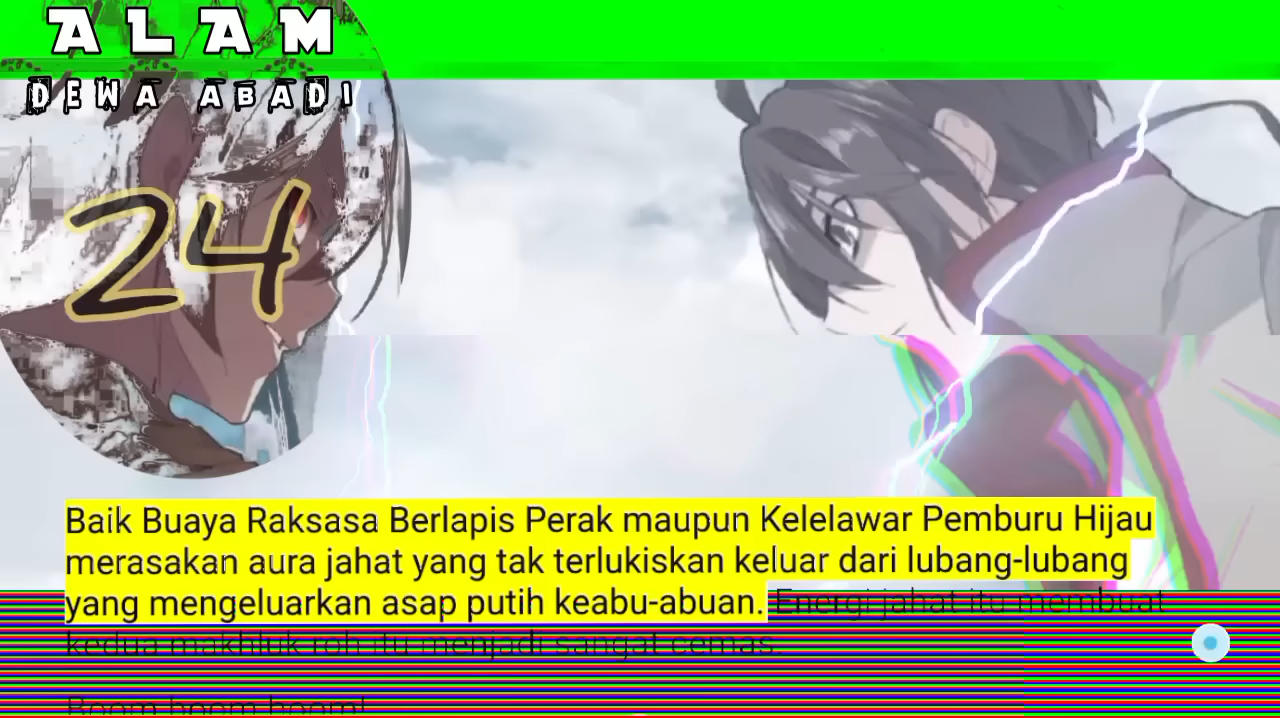 ALAM
DEWA ABADI
24
Baik Buaya Raksasa Berlapis Perak maupun Kelelawar Pemburu Hijau
merasakan aura jahat yang tak terlukiskan keluar dari lubang-lubang
yang mengeluarkan asap putih keabu-abuan. Energi jahat itu membuat
kedua makhluk roh itu menjadi sangat cemas.
Boom boom boom!